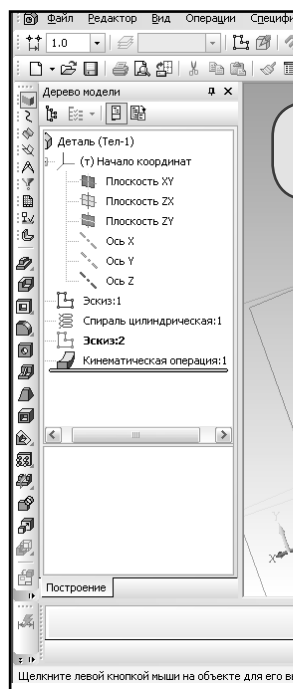 Файл Редактор Вид Операции Специфи
1.0
Дерево модели
Деталь (Тел-1)
(т) Начало координат
Плоскость XY
Плоскость ZX
Плоскость ZY
Ось X
Ось Y
Ось Z
Эскиз:1
Спираль цилиндрическая:1
Эскиз:2
Кинематическая операция:1
Построение
Щелкните левой кнопкой мыши на объекте для его вы